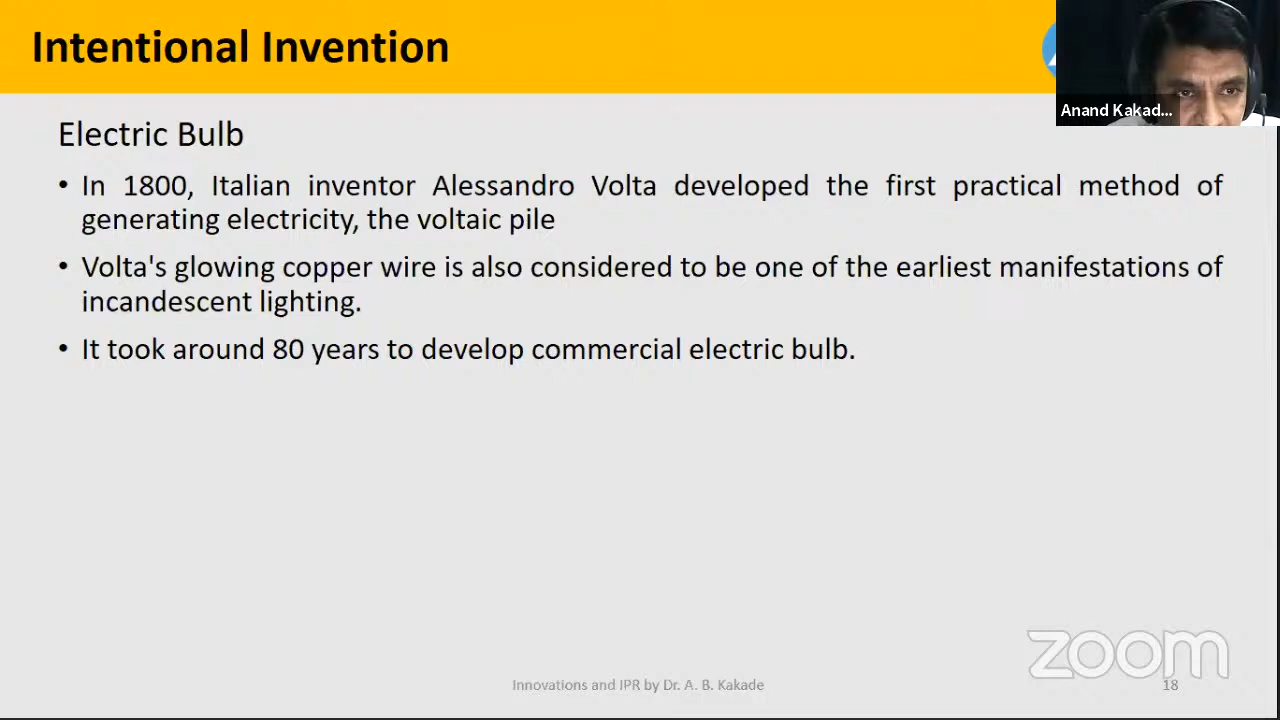 Intentional Invention
Anand Kakad...
Electric Bulb
• In 1800, Italian inventor Alessandro Volta developed the first practical method of
generating electricity, the voltaic pile
• Volta's glowing copper wire is also considered to be one of the earliest manifestations of
incandescent lighting.
• It took around 80 years to develop commercial electric bulb.
zoom
Innovations and IPR by Dr. A. B. Kakade
18